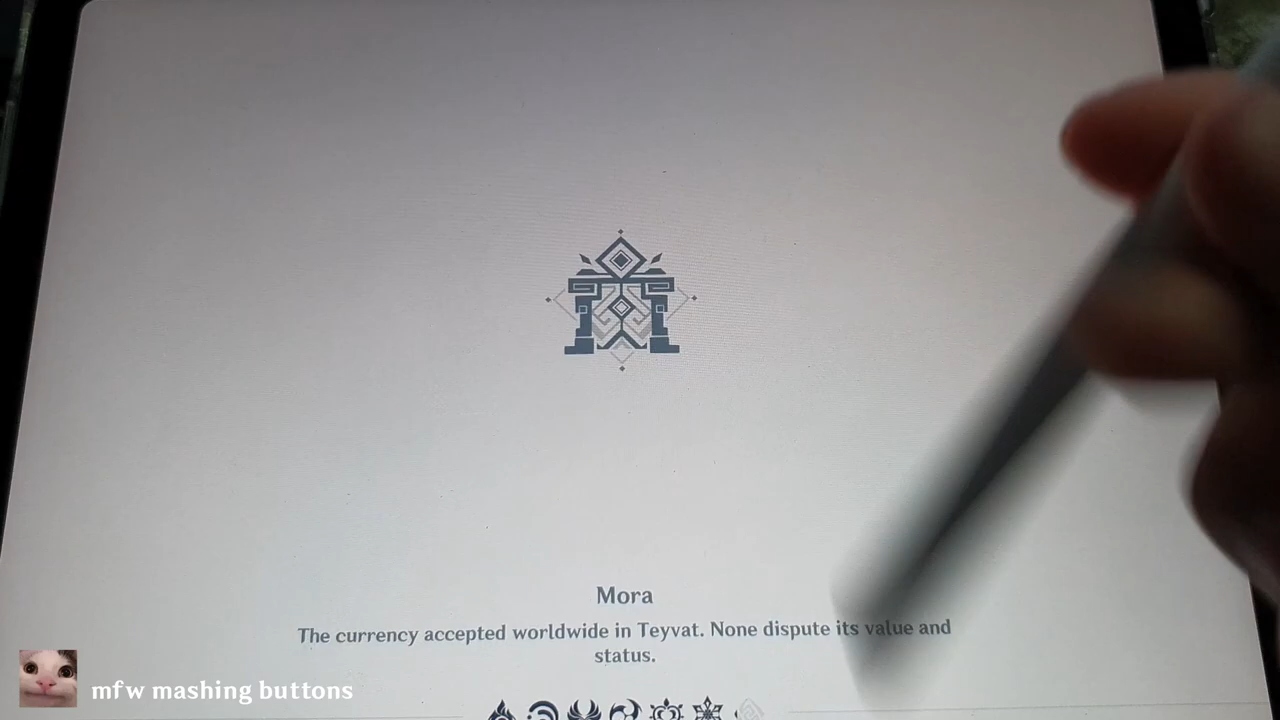 Mora
The currency accepted worldwide in Teyvat. None dispute its value and
status.
mfw mashing buttons